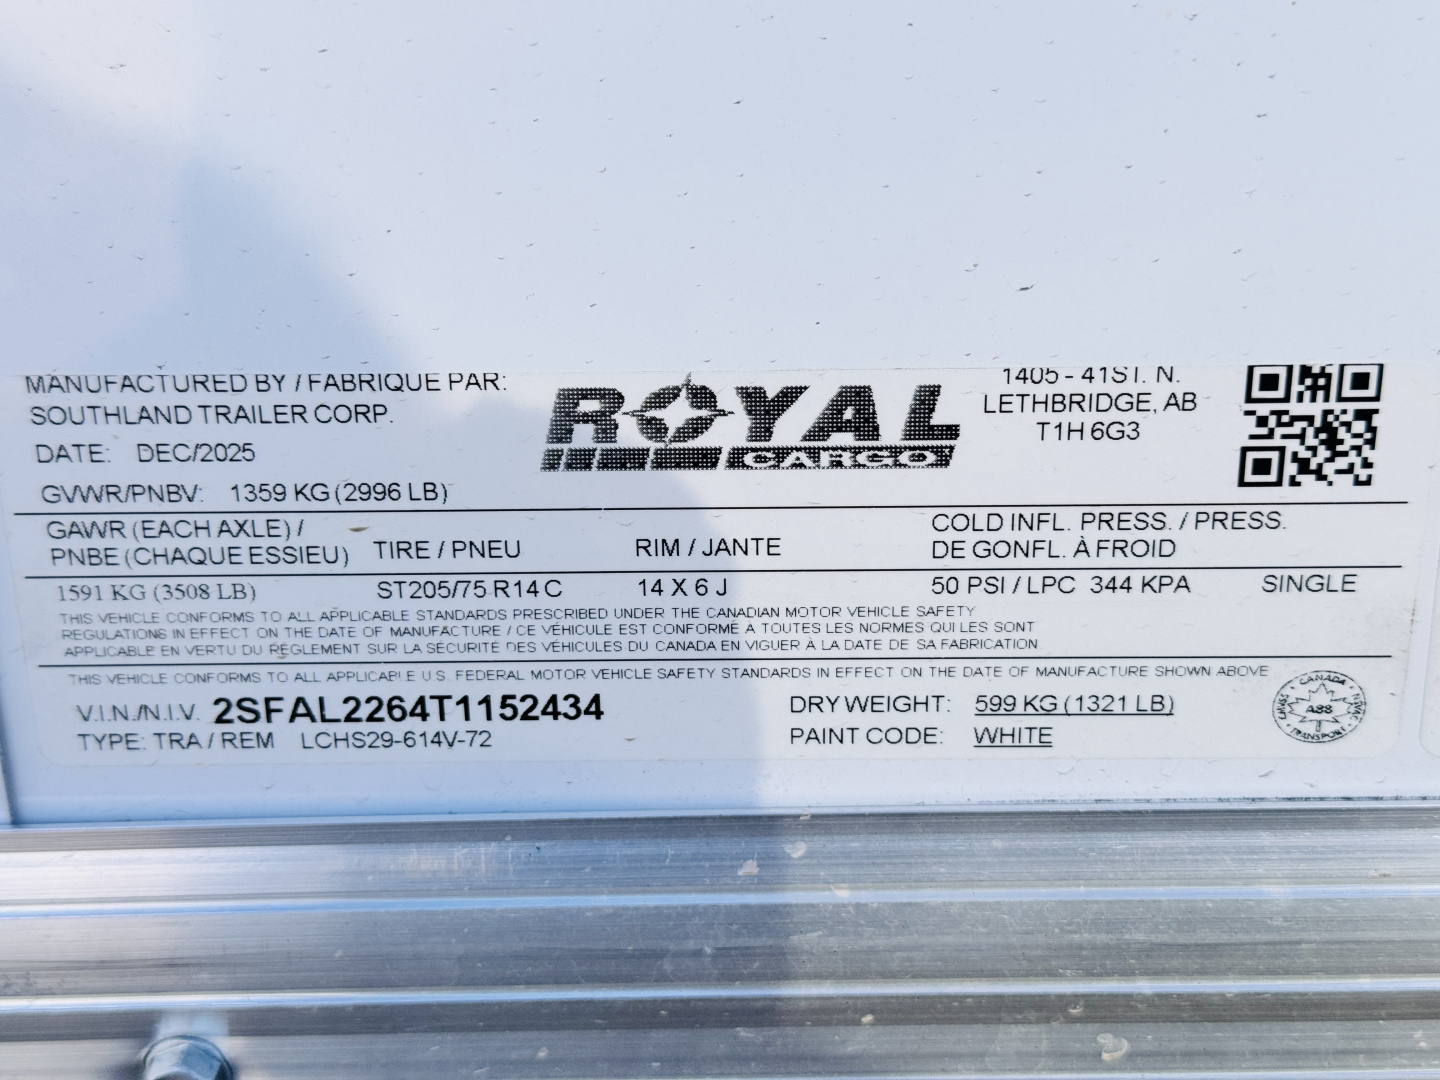 MANUFACTURED BY / FABRIQUE PAR:
SOUTHLAND TRAILER CORP.
DATE: DEC/2025
GVWR/PNBV: 1359 KG (2996 LB)
ROYAL
CARGO
1405 - 41ST. N.
LETHBRIDGE, AB
T1H 6G3
GAWR (EACH AXLE) /
PNBE (CHAQUE ESSIEU)
TIRE / PNEU
RIM / JANTE
COLD INFL. PRESS. / PRESS.
DE GONFL. À FROID
1591 KG (3508 LB) ST205/75 R14 C 14 X 6 J 50 PSI / LPC 344 KPA SINGLE
THIS VEHICLE CONFORMS TO ALL APPLICABLE STANDARDS PRESCRIBED UNDER THE CANADIAN MOTOR VEHICLE SAFETY
REGULATIONS IN EFFECT ON THE DATE OF MANUFACTURE / CE VÉHICULE EST CONFORME À TOUTES LES NORMES QUI LES SONT
APPLICABLE EN VERTU DU RÉGLEMENT SUR LA SÉCURITÉ DES VÉHICULES DU CANADA EN VIGUER À LA DATE DE SA FABRICATION
THIS VEHICLE CONFORMS TO ALL APPLICABLE U.S. FEDERAL MOTOR VEHICLE SAFETY STANDARDS IN EFFECT ON THE DATE OF MANUFACTURE SHOWN ABOVE
V.I.N./N.I.V. 2SFAL2264T1152434
TYPE: TRA / REM LCHS29-614V-72
DRY WEIGHT: 599 KG (1321 LB)
PAINT CODE: WHITE
CANADA
A88
TRANSPORT